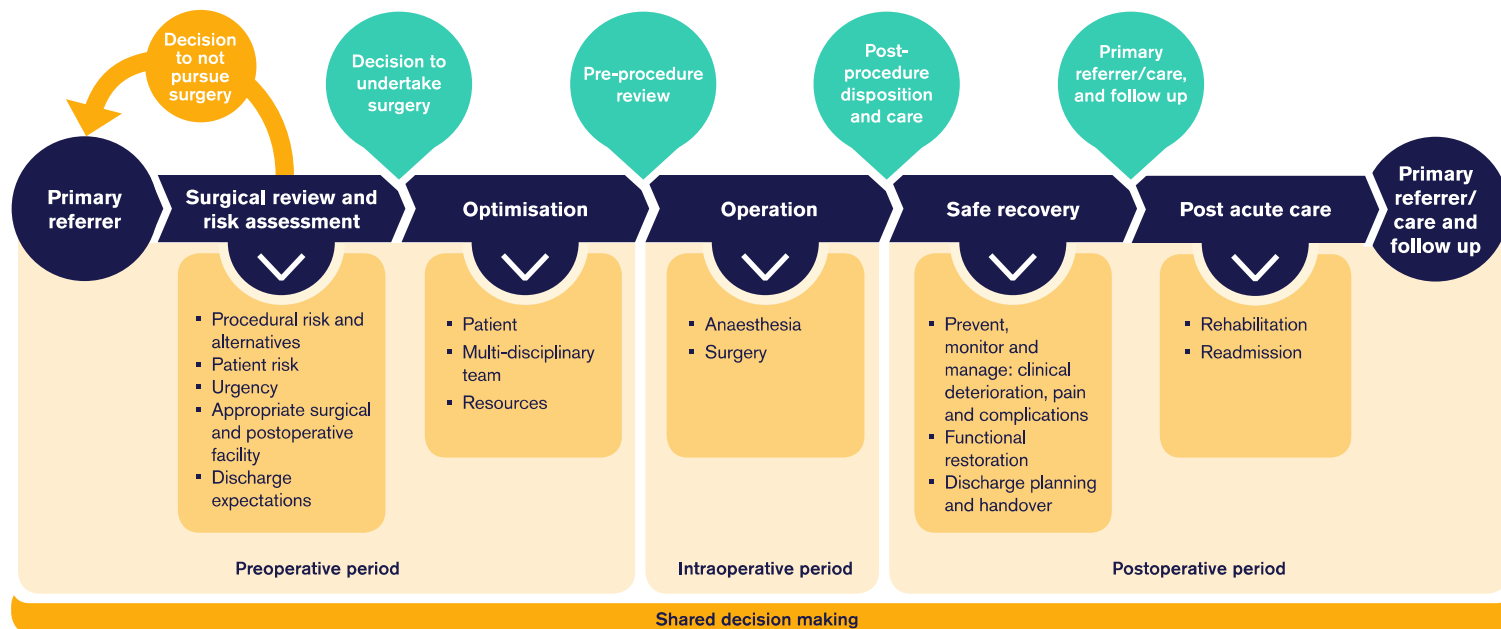 Decision
to not
pursue
surgery
Decision to
undertake
surgery
Pre-procedure
review
Post-
procedure
disposition
and care
Primary
referrer/care,
and follow up
Primary
referrer
Surgical review and
risk assessment
Optimisation
Operation
Safe recovery
Post acute care
Primary
referrer/
care and
follow up
▪ Procedural risk and
alternatives
▪ Patient risk
▪ Urgency
▪ Appropriate surgical
and postoperative
facility
▪ Discharge
expectations
▪ Patient
▪ Multi-disciplinary
team
▪ Resources
▪ Anaesthesia
▪ Surgery
▪ Prevent,
monitor and
manage: clinical
deterioration, pain
and complications
▪ Functional
restoration
▪ Discharge planning
and handover
▪ Rehabilitation
▪ Readmission
Preoperative period
Intraoperative period
Postoperative period
Shared decision making